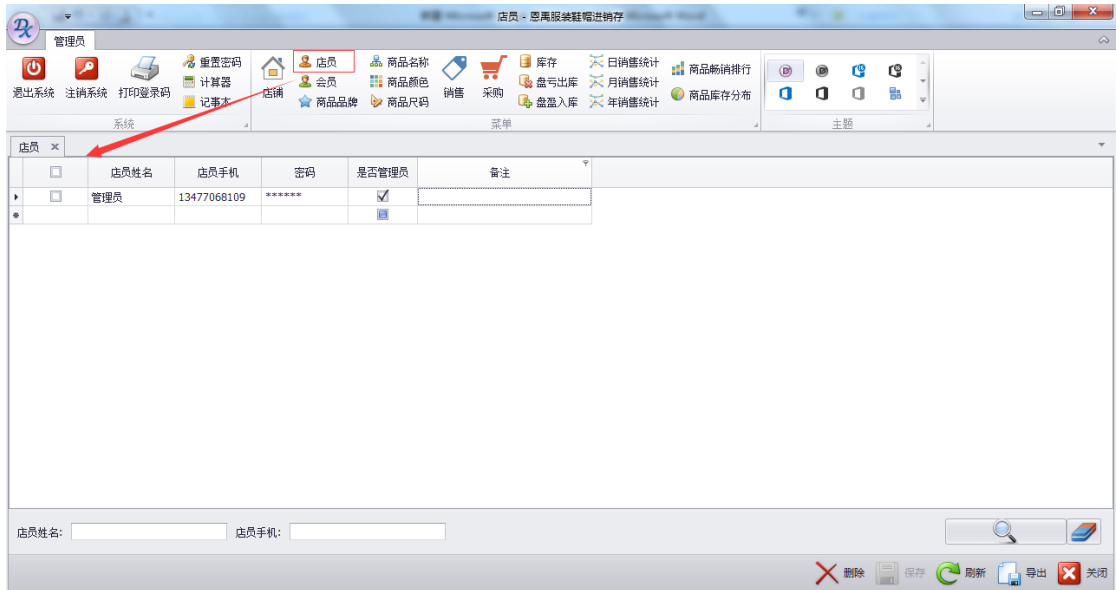 店员 - 恩禹服装鞋帽进销存
管理员
重置密码 店员 商品名称 库存 日销售统计 商品畅销排行
计算器 会员 商品颜色 盘亏出库 月销售统计
退出系统 注销系统 打印登录码 店铺 销售 采购 商品库存分布
记事本 商品品牌 商品尺码 盘盈入库 年销售统计
系统 菜单 主题
店员
店员姓名 店员手机 密码 是否管理员 备注
管理员 13477068109 ******
店员姓名: 店员手机:
删除 保存 刷新 导出 关闭